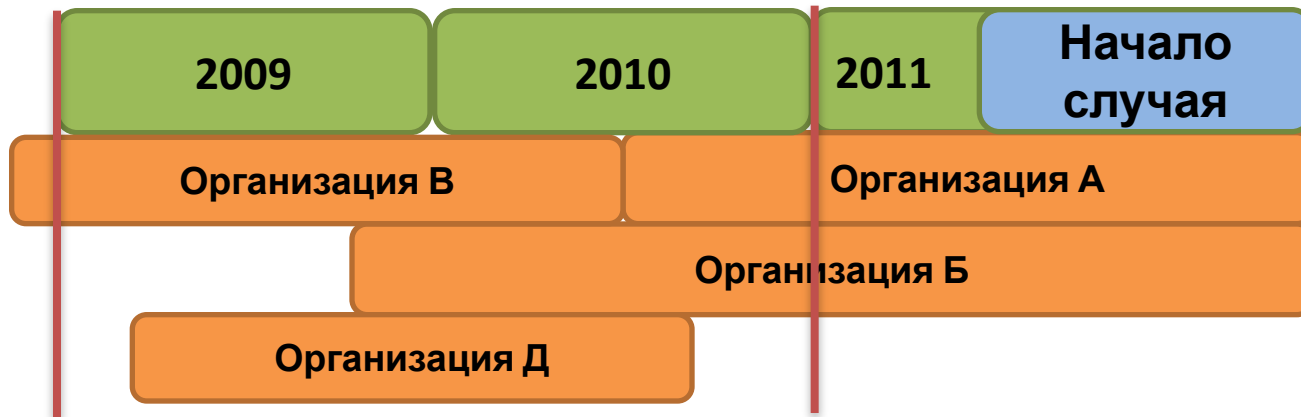 2009
2010
2011
Начало
случая
Организация В
Организация А
Организация Б
Организация Д